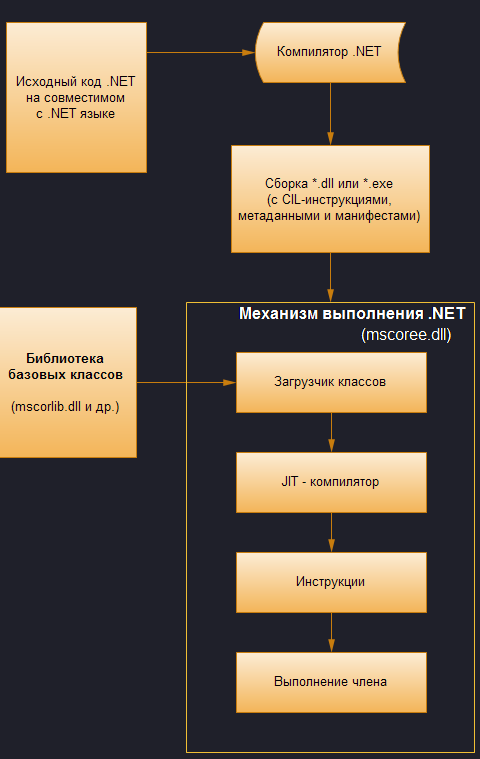 Исходный код .NET
на совместимом
с .NET языке
Компилятор .NET
Сборка *.dll или *.exe
(с CIL-инструкциями,
метаданными и манифестами)
Механизм выполнения .NET
(mscoree.dll)
Библиотека
базовых классов
(mscorlib.dll и др.)
Загрузчик классов
JIT - компилятор
Инструкции
Выполнение члена